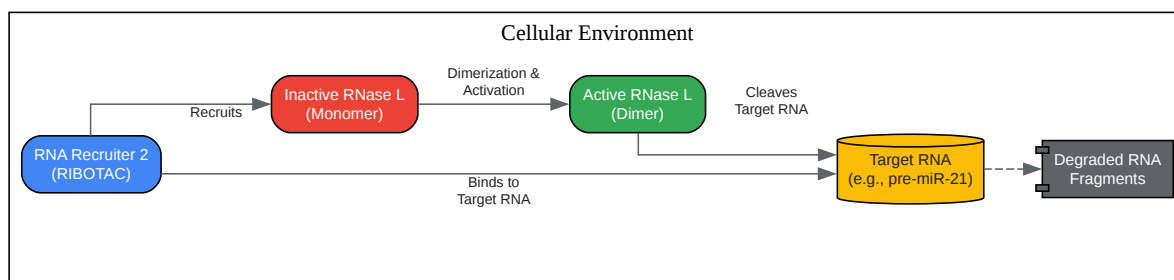 Cellular Environment
Dimerization &
Activation
Inactive RNase L
(Monomer)
Active RNase L
(Dimer)
Cleaves
Target RNA
Recruits
RNA Recruiter 2
(RIBOTAC)
Target RNA
(e.g., pre-miR-21)
Degraded RNA
Fragments
Binds to
Target RNA